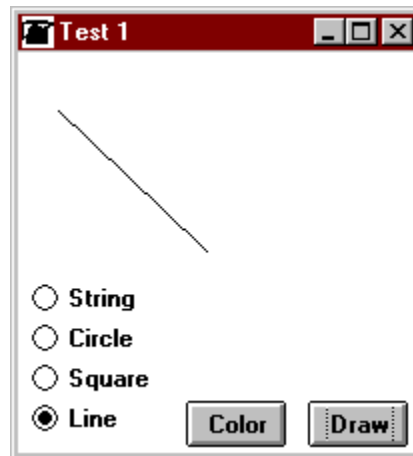 Test 1
String
Circle
Square
Line
Color
Draw